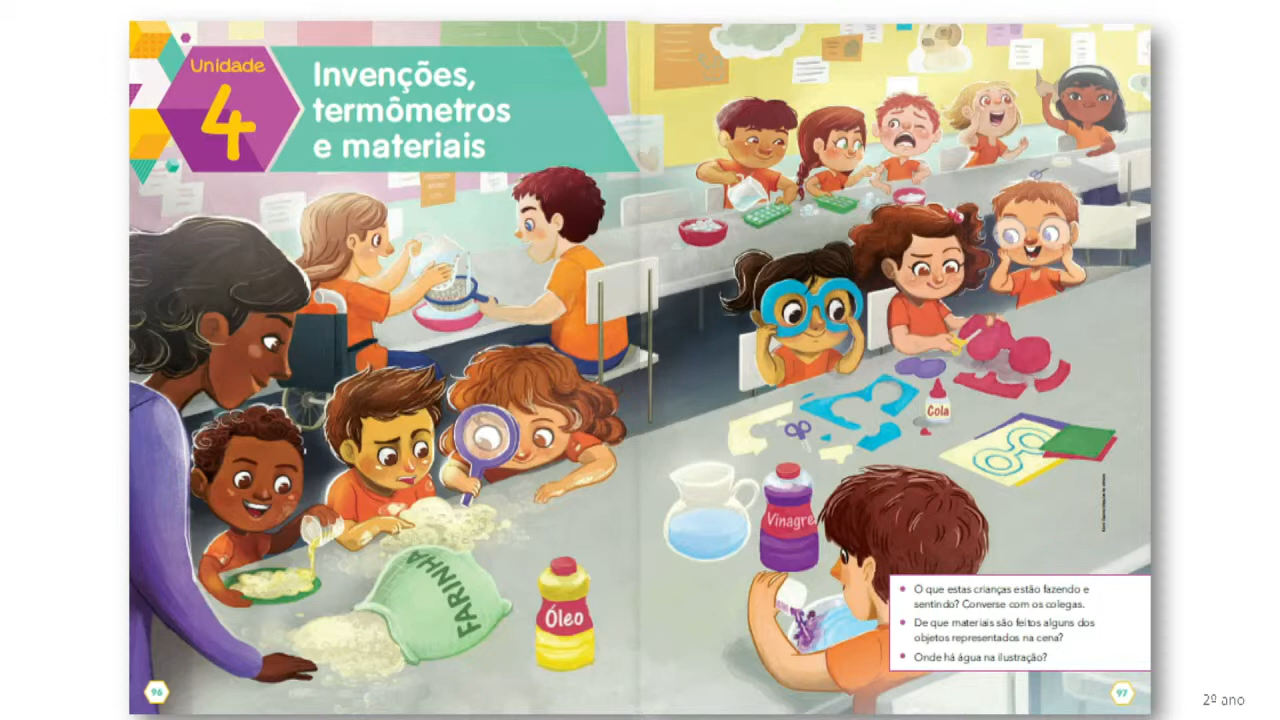 Unidade
4
Invenções,
termômetros
e materiais
Cola
Vinagre
FARINHA
Óleo
O que estas crianças estão fazendo e
sentindo? Converse com os colegas.
De que materiais são feitos alguns dos
objetos representados na cena?
Onde há água na ilustração?
96
97
2º ano